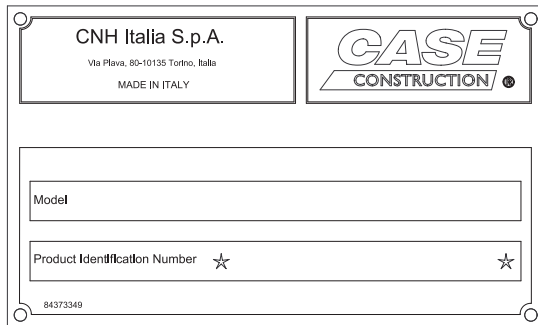 CNH Italia S.p.A.
Via Plava, 80-10135 Torino, Italia
MADE IN ITALY
CASE
CONSTRUCTION ®
Model
Product Identification Number
84373349